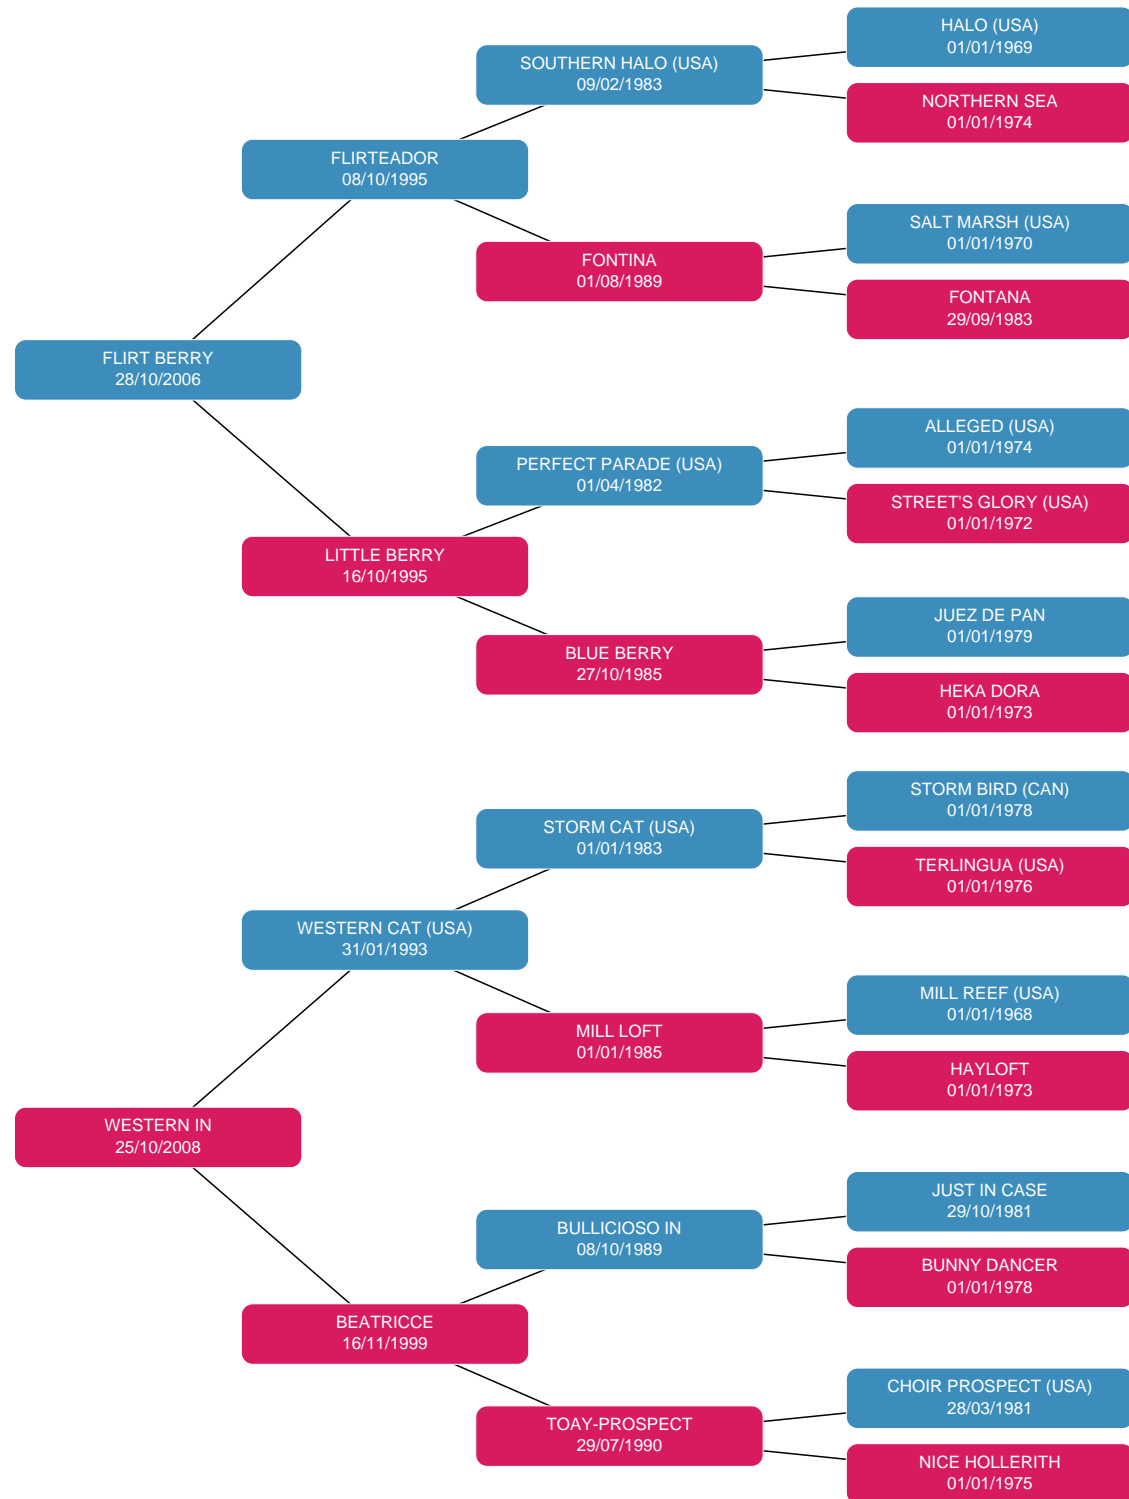 HALO (USA)
01/01/1969
SOUTHERN HALO (USA)
09/02/1983
NORTHERN SEA
01/01/1974
FLIRTEADOR
08/10/1995
SALT MARSH (USA)
01/01/1970
FONTINA
01/08/1989
FONTANA
29/09/1983
FLIRT BERRY
28/10/2006
ALLEGED (USA)
01/01/1974
PERFECT PARADE (USA)
01/04/1982
STREET'S GLORY (USA)
01/01/1972
LITTLE BERRY
16/10/1995
JUEZ DE PAN
01/01/1979
BLUE BERRY
27/10/1985
HEKA DORA
01/01/1973
STORM BIRD (CAN)
01/01/1978
STORM CAT (USA)
01/01/1983
TERLINGUA (USA)
01/01/1976
WESTERN CAT (USA)
31/01/1993
MILL REEF (USA)
01/01/1968
MILL LOFT
01/01/1985
HAYLOFT
01/01/1973
WESTERN IN
25/10/2008
JUST IN CASE
29/10/1981
BULLICIOSO IN
08/10/1989
BUNNY DANCER
01/01/1978
BEATRICCE
16/11/1999
CHOIR PROSPECT (USA)
28/03/1981
TOAY-PROSPECT
29/07/1990
NICE HOLLERITH
01/01/1975